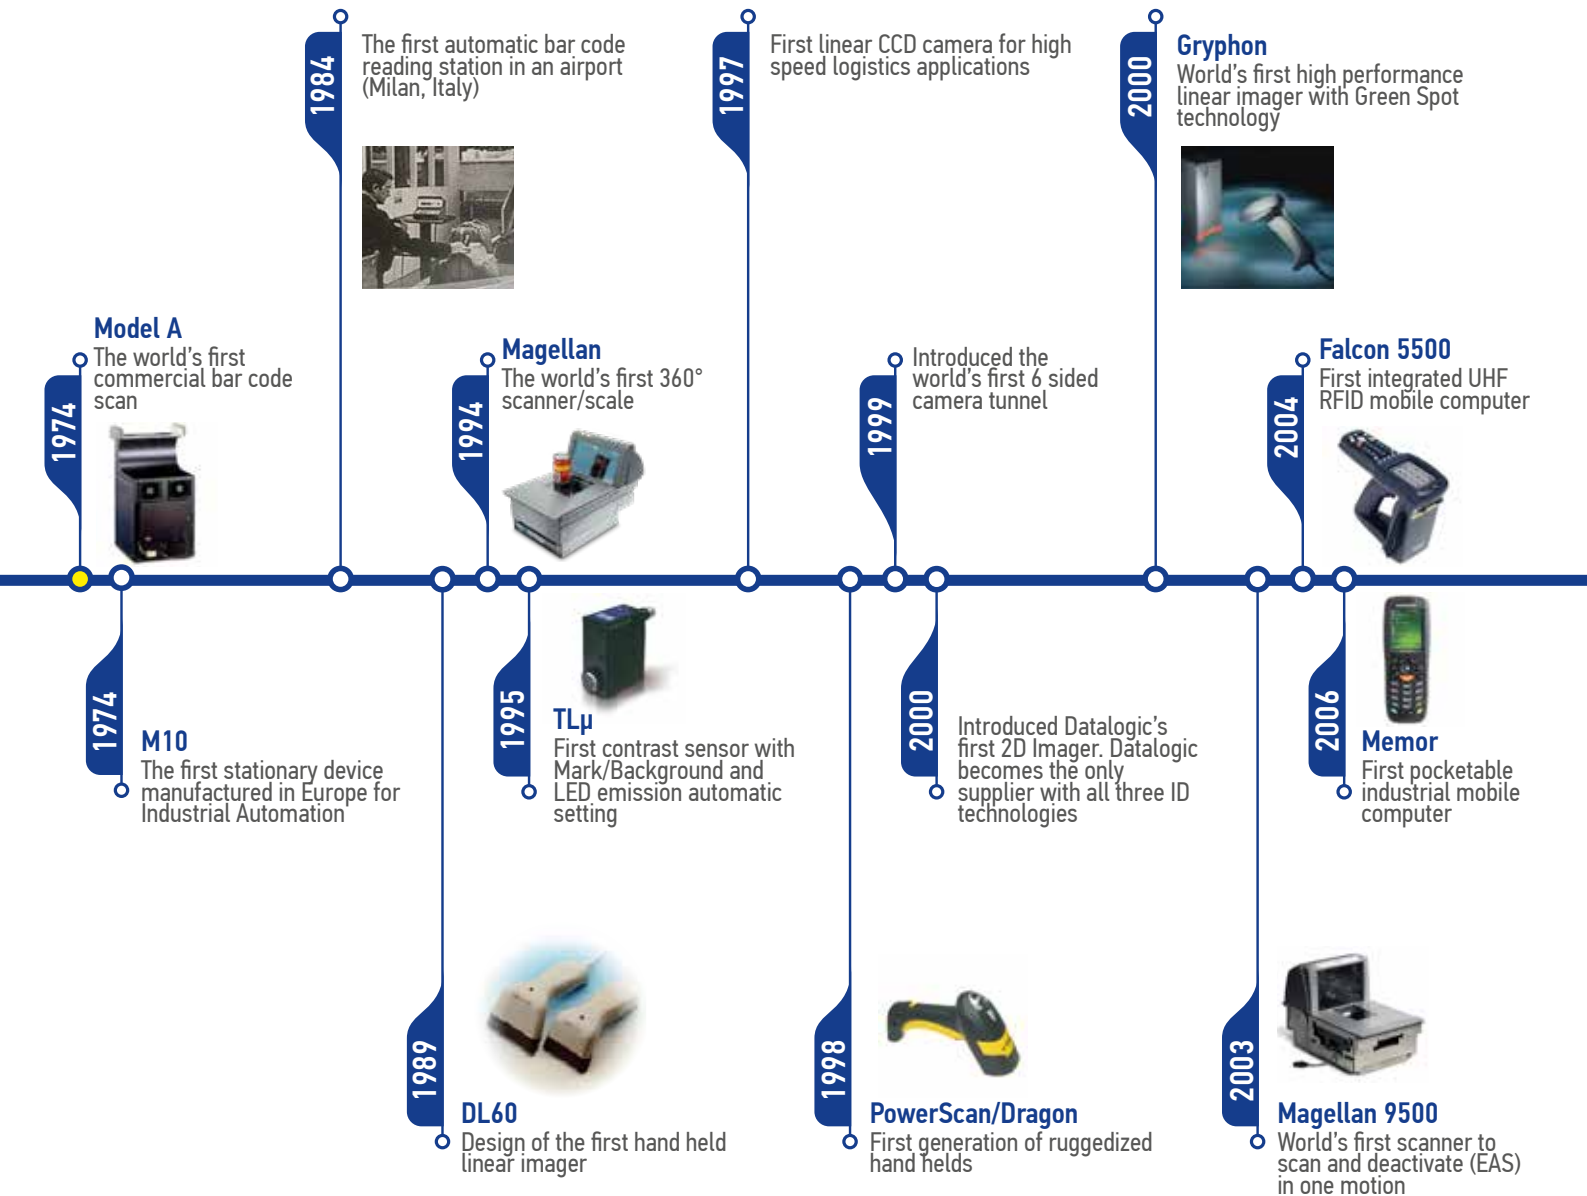 1974
Model A
The world's first
commercial bar code
scan
1974
M10
The first stationary device
manufactured in Europe for
Industrial Automation
1984
The first automatic bar code
reading station in an airport
(Milan, Italy)
1989
DL60
Design of the first hand held
linear imager
1994
Magellan
The world's first 360°
scanner/scale
1995
TLµ
First contrast sensor with
Mark/Background and
LED emission automatic
setting
1997
First linear CCD camera for high
speed logistics applications
1998
PowerScan/Dragon
First generation of ruggedized
hand helds
1999
Introduced the
world's first 6 sided
camera tunnel
2000
Introduced Datalogic's
first 2D Imager. Datalogic
becomes the only
supplier with all three ID
technologies
2000
Gryphon
World's first high performance
linear imager with Green Spot
technology
2003
Magellan 9500
World's first scanner to
scan and deactivate (EAS)
in one motion
2004
Falcon 5500
First integrated UHF
RFID mobile computer
2006
Memor
First pocketable
industrial mobile
computer